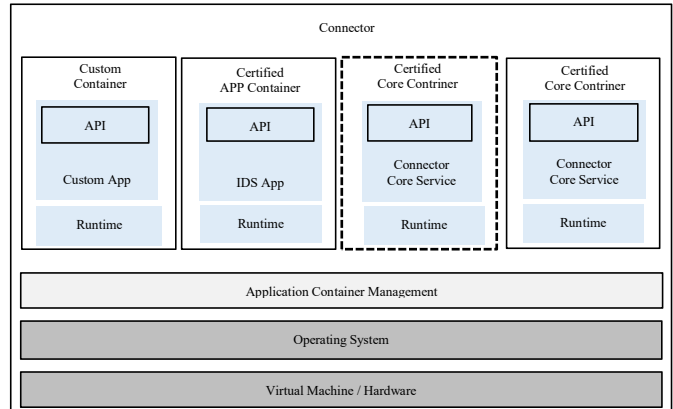 Connector
Custom
Container
API
Custom App
Runtime
Certified
APP Container
API
IDS App
Runtime
Certified
Core Contriner
API
Connector
Core Service
Runtime
Certified
Core Contriner
API
Connector
Core Service
Runtime
Application Container Management
Operating System
Virtual Machine / Hardware